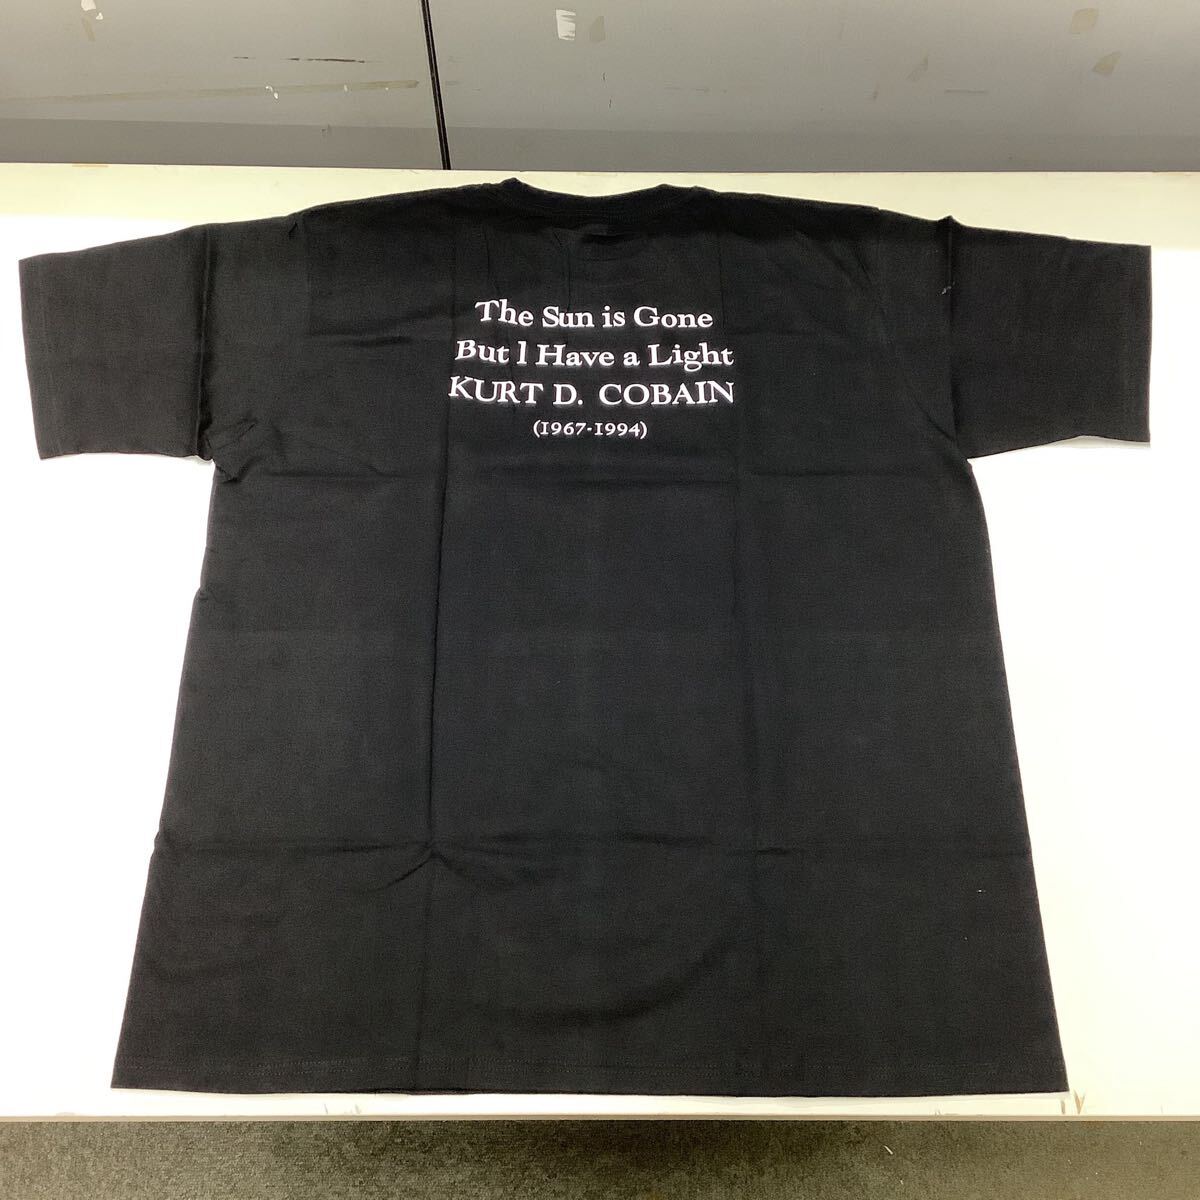 The Sun is Gone
But l Have a Light
KURT D. COBAIN
(1967-1994)